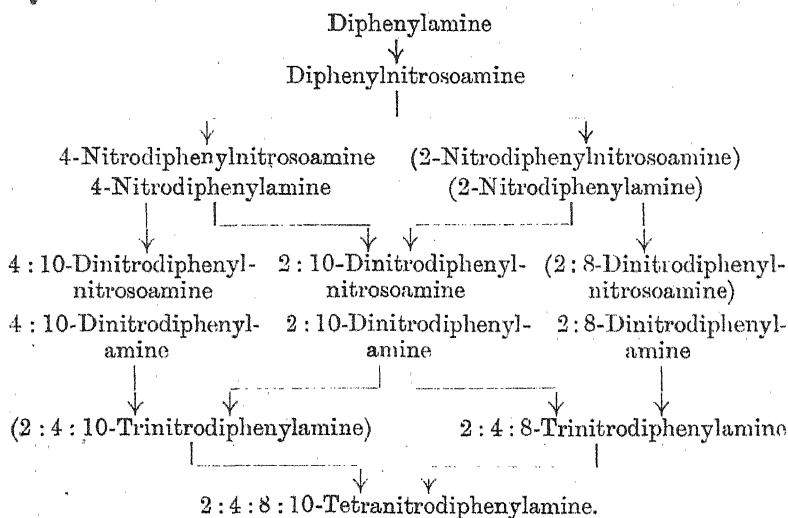 Diphenylamine
Diphenylnitrosoamine
4-Nitrodiphenylnitrosoamine (2-Nitrodiphenylnitrosoamine)
4-Nitrodiphenylamine (2-Nitrodiphenylamine)
4 : 10-Dinitrodiphenyl- 2 : 10-Dinitrodiphenyl- (2 : 8-Dinitrodiphenyl-
nitrosoamine nitrosoamine nitrosoamine)
4 : 10-Dinitrodiphenyl- 2 : 10-Dinitrodiphenyl- 2 : 8-Dinitrodiphenyl-
amine amine amine
(2 : 4 : 10-Trinitrodiphenylamine) 2 : 4 : 8-Trinitrodiphenylamine
2 : 4 : 8 : 10-Tetranitrodiphenylamine.